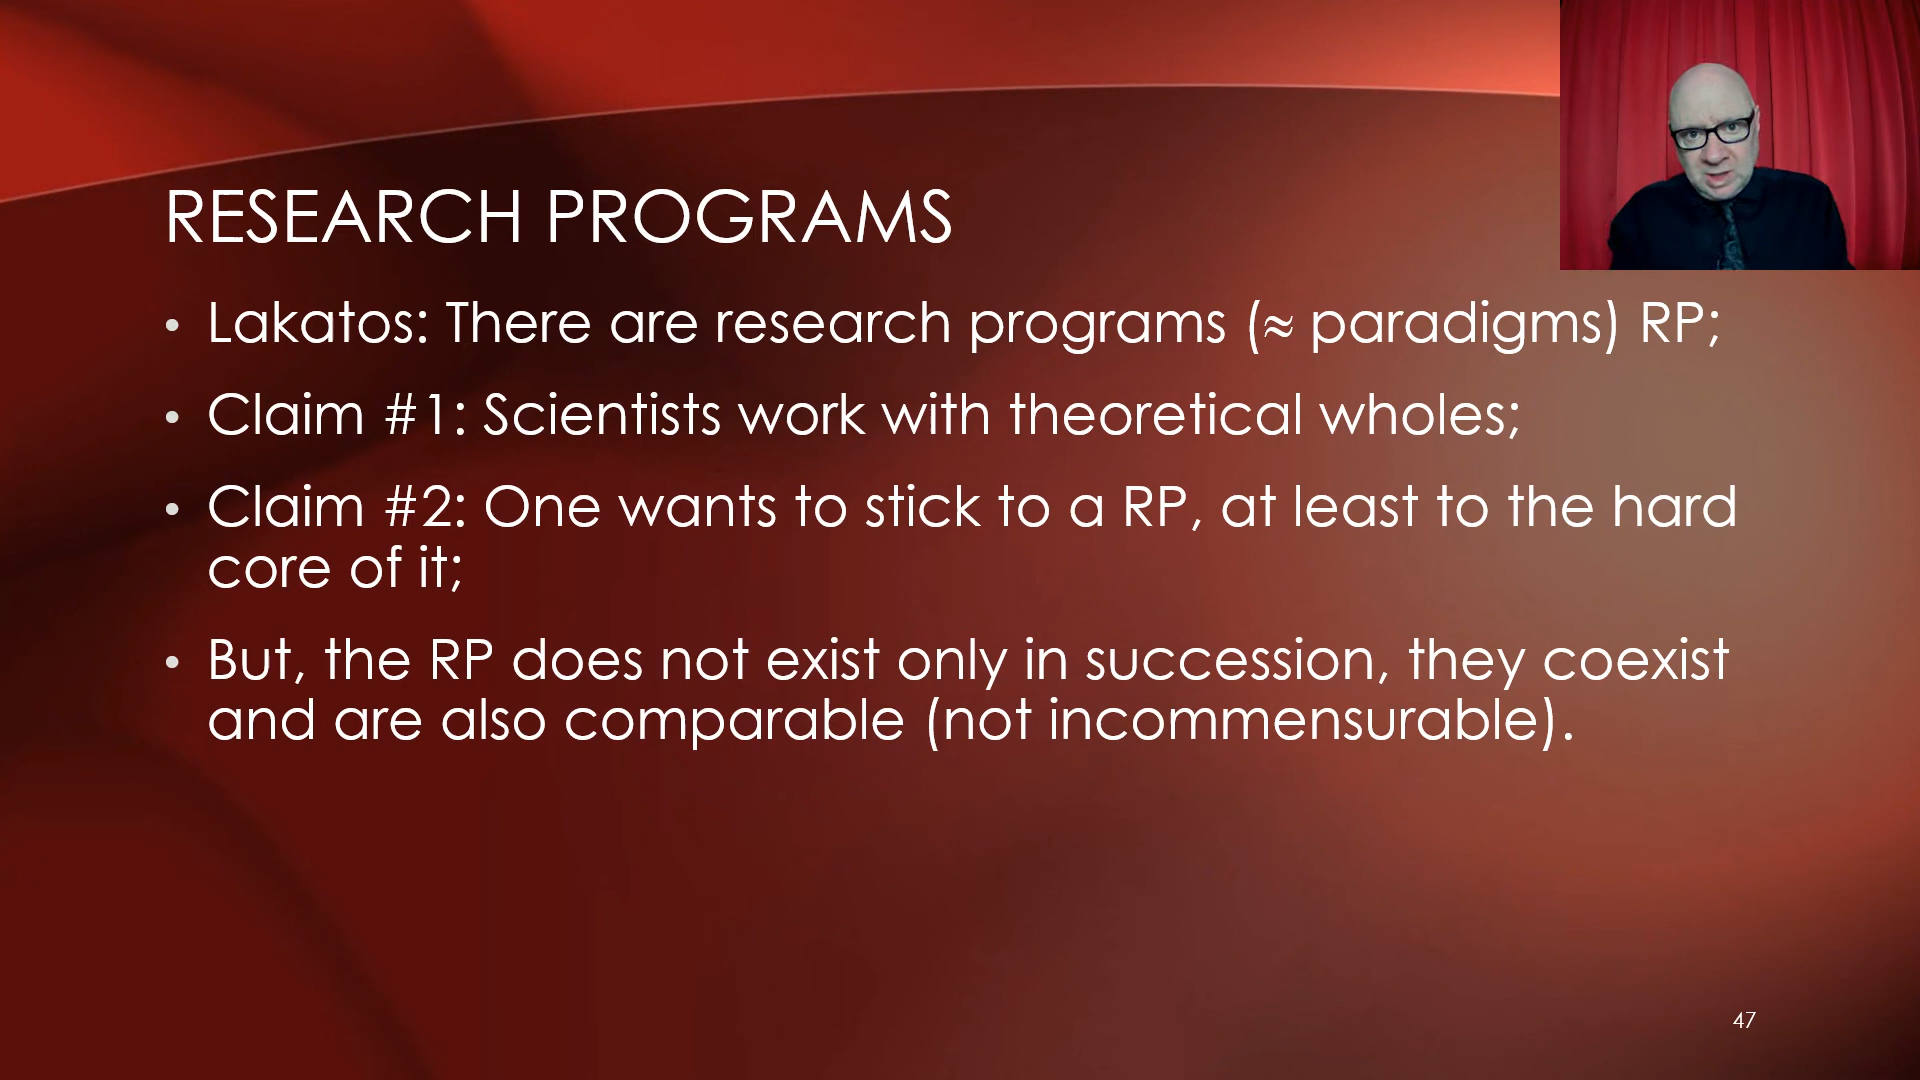 RESEARCH PROGRAMS
• Lakatos: There are research programs (≈ paradigms) RP;
• Claim #1: Scientists work with theoretical wholes;
• Claim #2: One wants to stick to a RP, at least to the hard
core of it;
• But, the RP does not exist only in succession, they coexist
and are also comparable (not incommensurable).
47